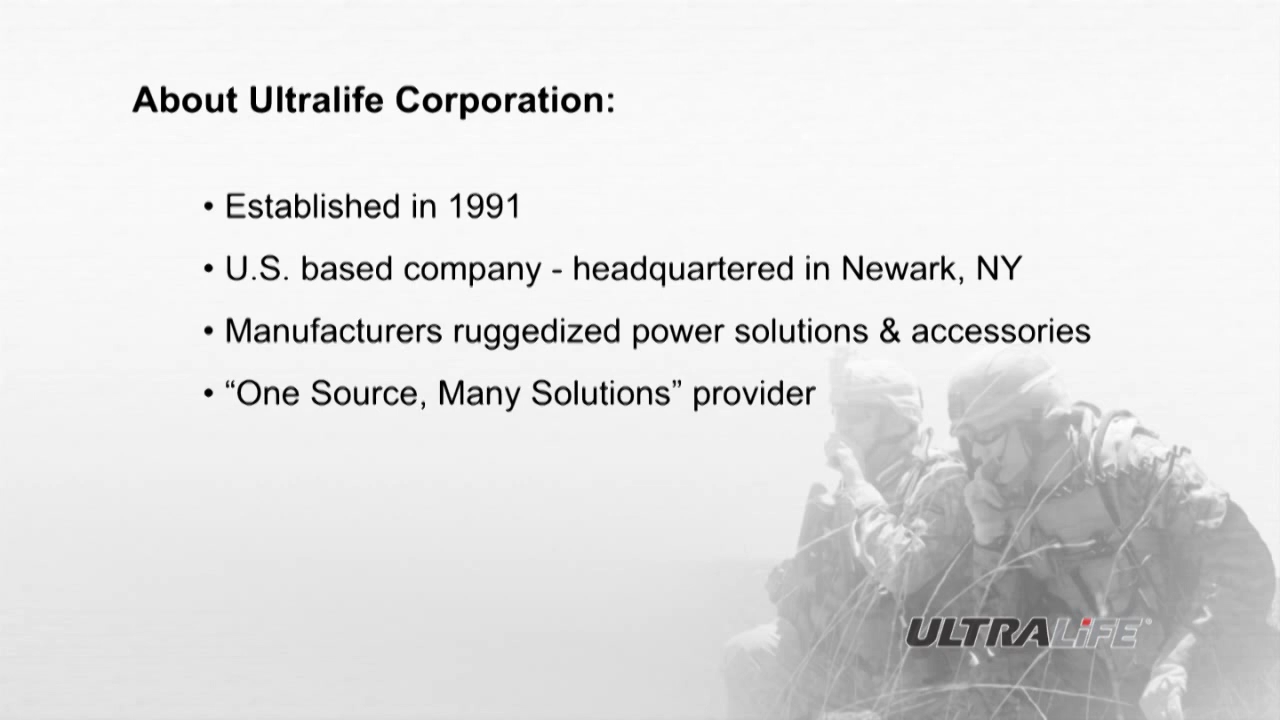 About Ultralife Corporation:
• Established in 1991
• U.S. based company - headquartered in Newark, NY
• Manufacturers ruggedized power solutions & accessories
• “One Source, Many Solutions” provider
ULTRALiFE